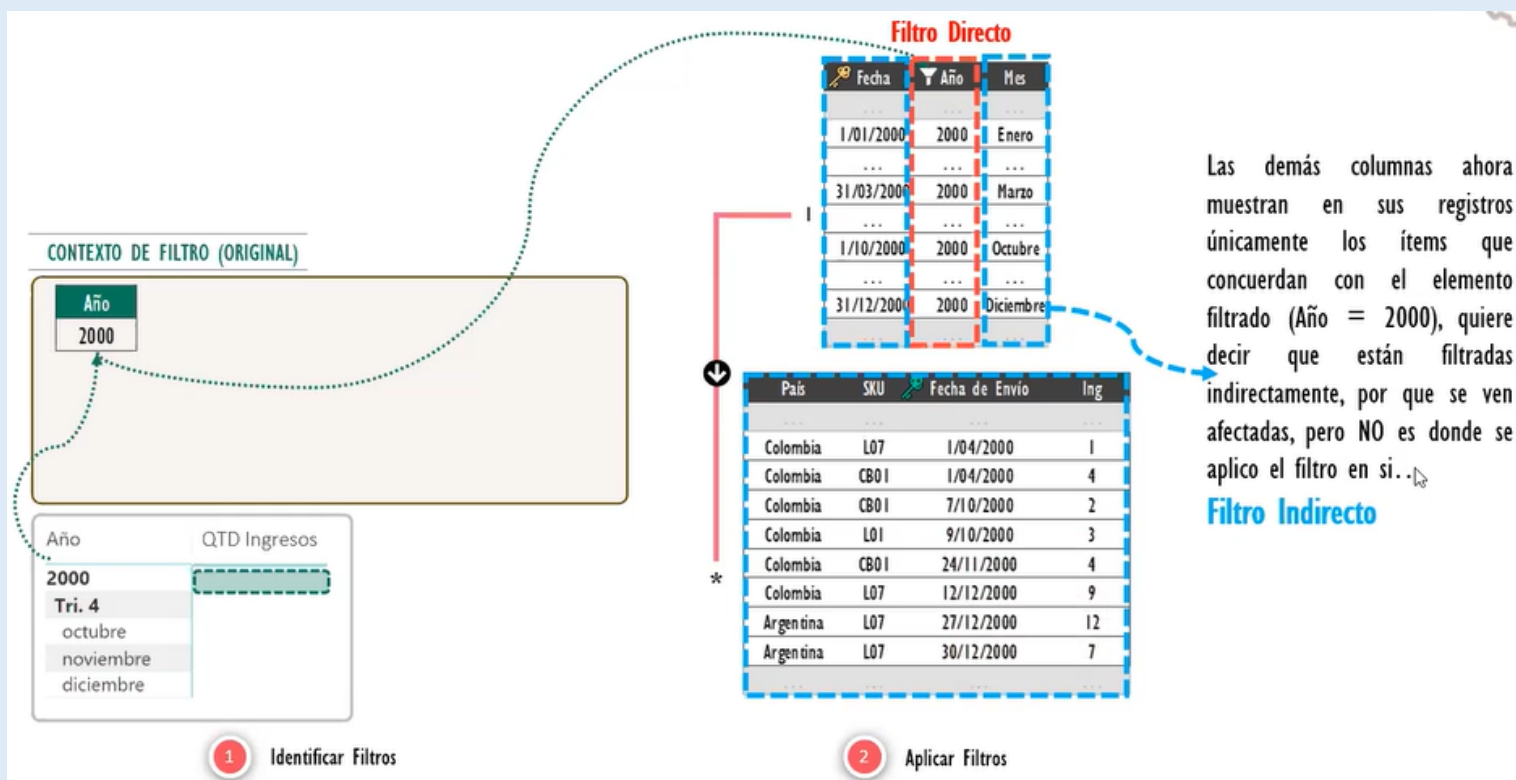 Filtro Directo
Fecha Año Mes
... ... ...
1/01/2000 2000 Enero
... ... ...
31/03/2000 2000 Marzo
... ... ...
1/10/2000 2000 Octubre
... ... ...
31/12/2000 2000 Diciembre
... ... ...
1
*
CONTEXTO DE FILTRO (ORIGINAL)
Año
2000
Año QTD Ingresos
2000
Tri. 4
octubre
noviembre
diciembre
País SKU Fecha de Envío Ing
... ... ... ...
Colombia L07 1/04/2000 1
Colombia CB01 1/04/2000 4
Colombia CB01 7/10/2000 2
Colombia L01 9/10/2000 3
Colombia CB01 24/11/2000 4
Colombia L07 12/12/2000 9
Argentina L07 27/12/2000 12
Argentina L07 30/12/2000 7
... ... ... ...
Las demás columnas ahora
muestran en sus registros
únicamente los ítems que
concuerdan con el elemento
filtrado (Año = 2000), quiere
decir que están filtradas
indirectamente, por que se ven
afectadas, pero NO es donde se
aplico el filtro en si..
Filtro Indirecto
1 Identificar Filtros
2 Aplicar Filtros